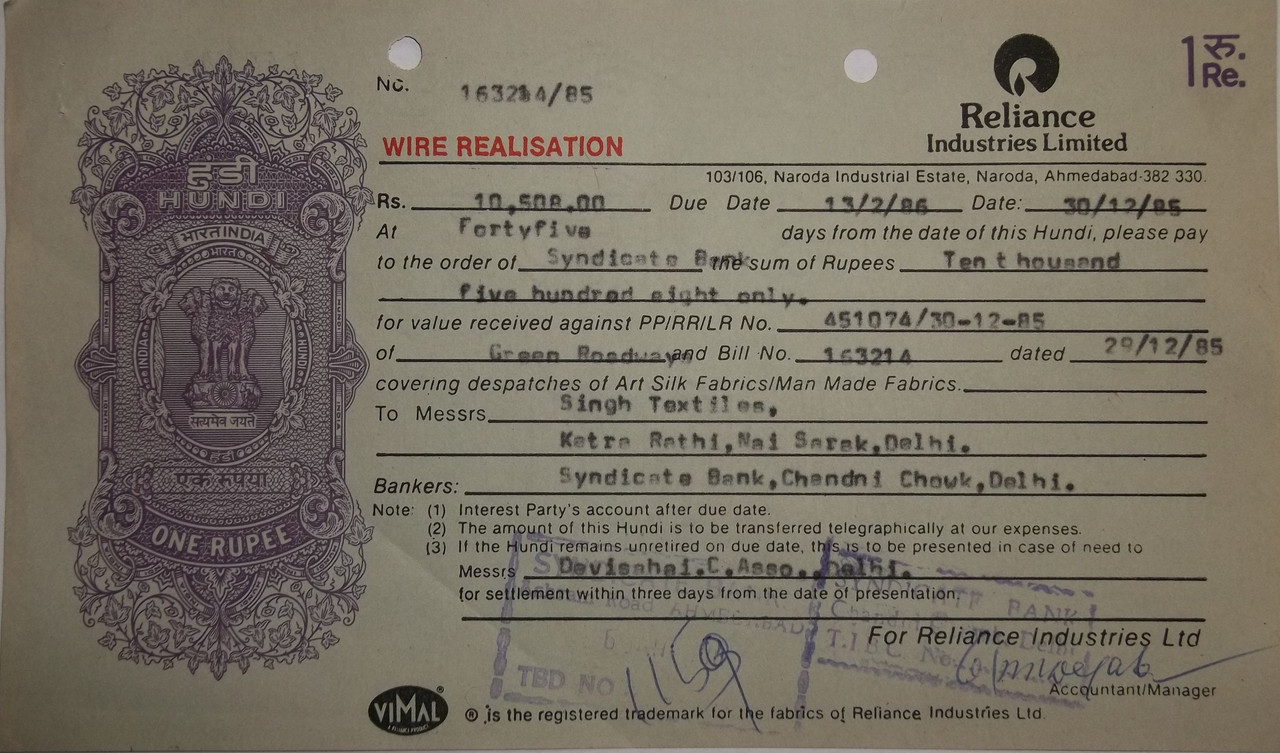 हुंडी
HUNDI
भारत INDIA
सत्यमेव जयते
एक रुपया
ONE RUPEE
1 रु.
Re.
No. 163214/85
Reliance
Industries Limited
WIRE REALISATION
103/106, Naroda Industrial Estate, Naroda, Ahmedabad-382 330.
Rs. 10,508.00 Due Date 13/2/86 Date: 30/12/85
At Fortyfive days from the date of this Hundi, please pay
to the order of Syndicate Bank the sum of Rupees Ten thousand
five hundred eight only.
for value received against PP/RR/LR No. 451074/30-12-85
of Green Roadways and Bill No. 163214 dated 29/12/85
covering despatches of Art Silk Fabrics/Man Made Fabrics.
To Messrs Singh Textiles,
Katra Rathi,Nai Sarak,Delhi.
Bankers: Syndicate Bank,Chandni Chowk,Delhi.
Note: (1) Interest Party's account after due date.
(2) The amount of this Hundi is to be transferred telegraphically at our expenses.
(3) If the Hundi remains unretired on due date, this is to be presented in case of need to
Messrs Devisahai.C.Asso.,Delhi.
for settlement within three days from the date of presentation.
SYNDICATE BANK
Road AHMEDABAD
TBD NO
For Reliance Industries Ltd
Accountant/Manager
VIMAL ®
® is the registered trademark for the fabrics of Reliance Industries Ltd.